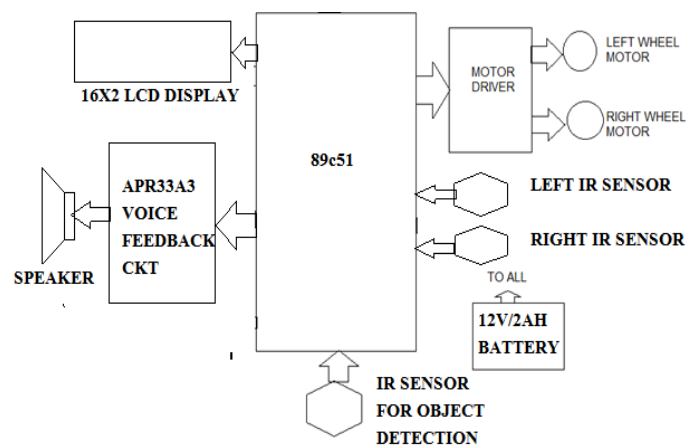 16X2 LCD DISPLAY
89c51
MOTOR
DRIVER
LEFT WHEEL
MOTOR
RIGHT WHEEL
MOTOR
APR33A3
VOICE
FEEDBACK
CKT
SPEAKER
LEFT IR SENSOR
RIGHT IR SENSOR
TO ALL
12V/2AH
BATTERY
IR SENSOR
FOR OBJECT
DETECTION